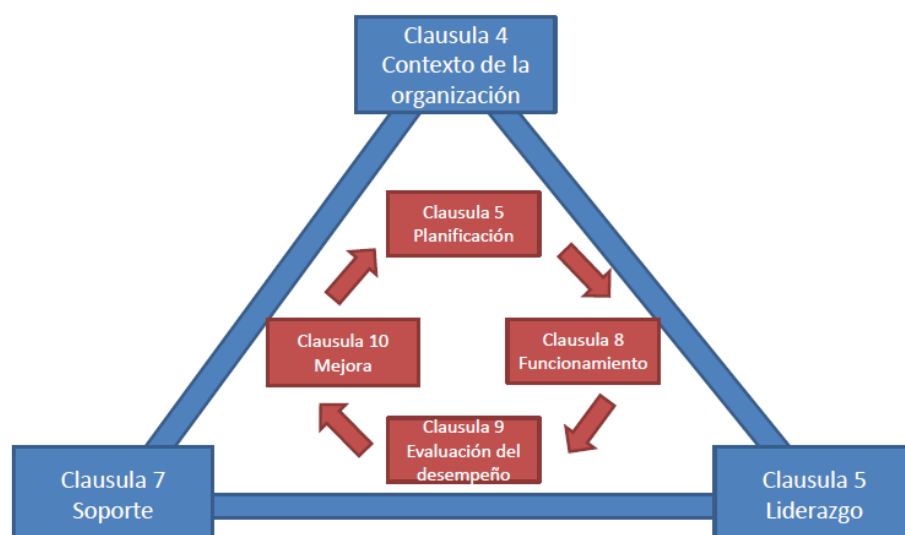 Clausula 4
Contexto de la
organización
Clausula 5
Planificación
Clausula 10
Mejora
Clausula 8
Funcionamiento
Clausula 9
Evaluación del
desempeño
Clausula 7
Soporte
Clausula 5
Liderazgo